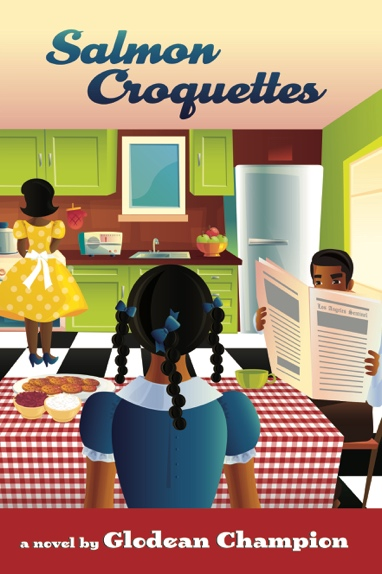 Salmon
Croquettes
Los Angeles Sentinel
a novel by Glodean Champion